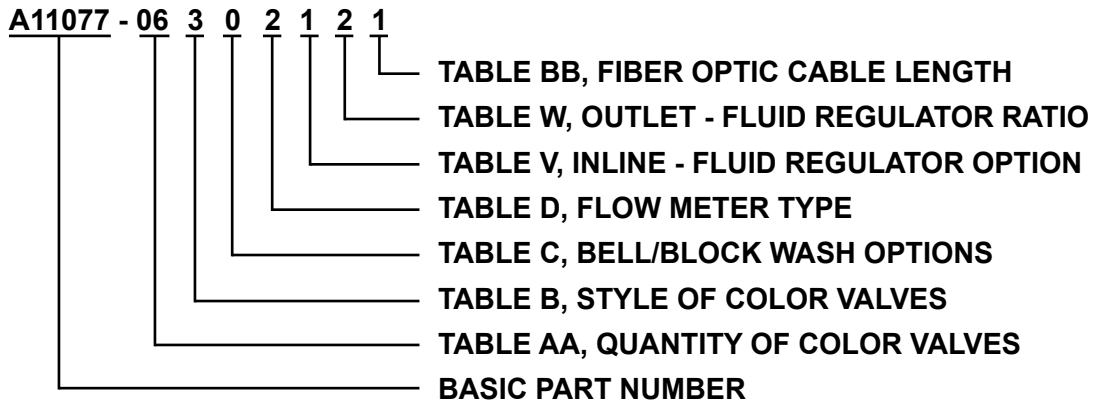 A11077 - 06 3 0 2 1 2 1
TABLE BB, FIBER OPTIC CABLE LENGTH
TABLE W, OUTLET - FLUID REGULATOR RATIO
TABLE V, INLINE - FLUID REGULATOR OPTION
TABLE D, FLOW METER TYPE
TABLE C, BELL/BLOCK WASH OPTIONS
TABLE B, STYLE OF COLOR VALVES
TABLE AA, QUANTITY OF COLOR VALVES
BASIC PART NUMBER